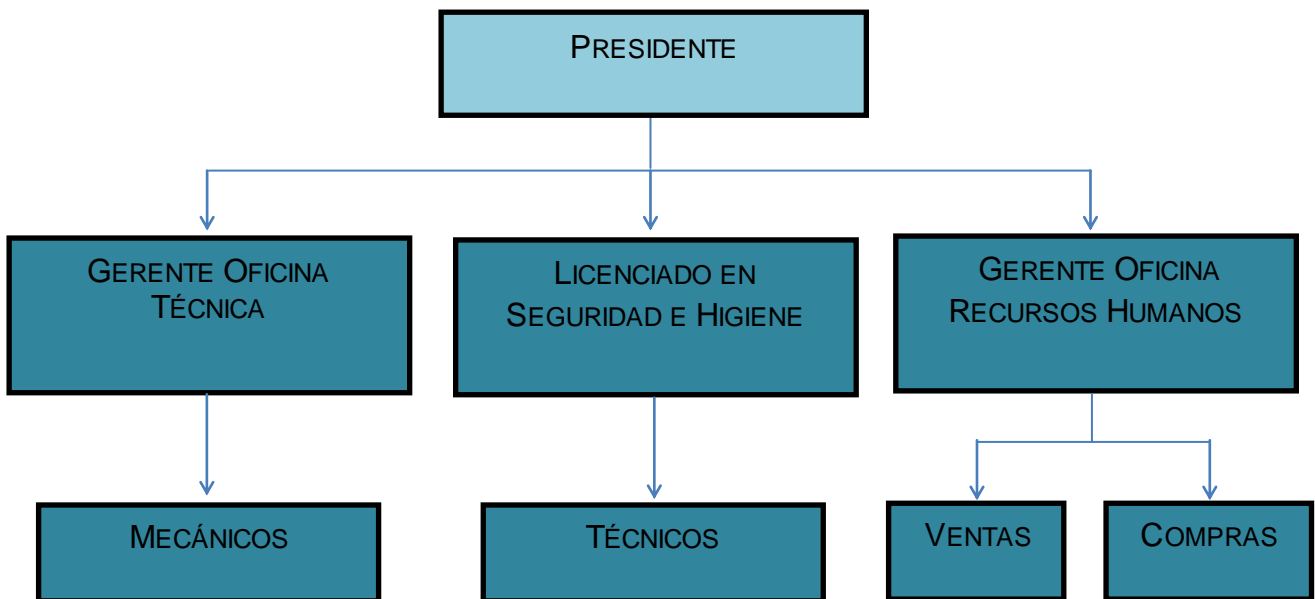 PRESIDENTE
GERENTE OFICINA
TÉCNICA
LICENCIADO EN
SEGURIDAD E HIGIENE
GERENTE OFICINA
RECURSOS HUMANOS
MECÁNICOS
TÉCNICOS
VENTAS
COMPRAS